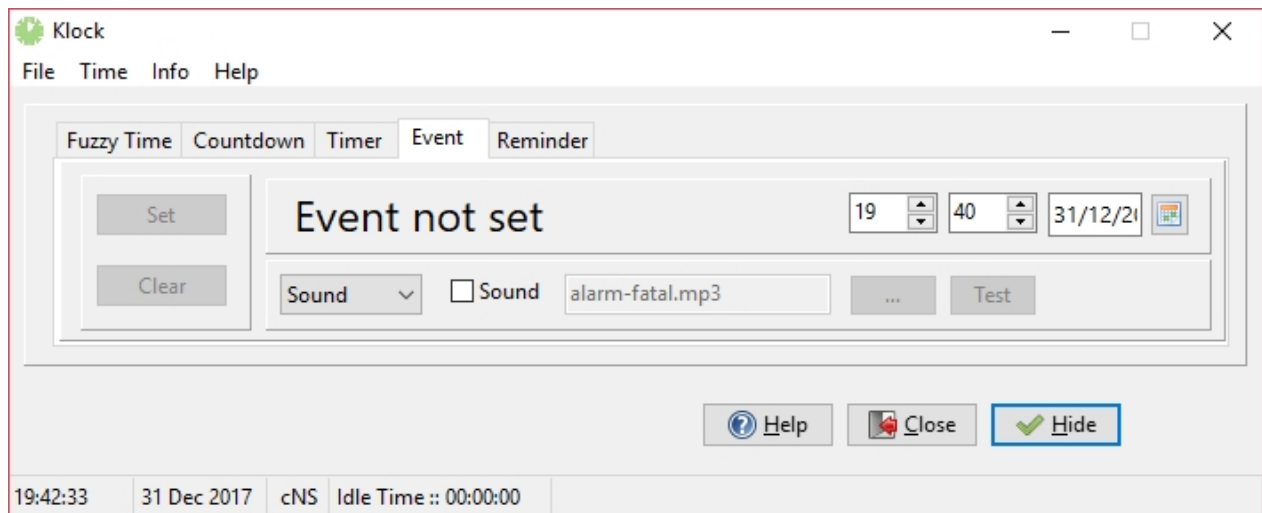 Klock
File Time Info Help
Fuzzy Time Countdown Timer Event Reminder
Set
Event not set
19
40
31/12/20
Clear
Sound
Sound
alarm-fatal.mp3
...
Test
Help
Close
Hide
19:42:33
31 Dec 2017
cNS
Idle Time :: 00:00:00